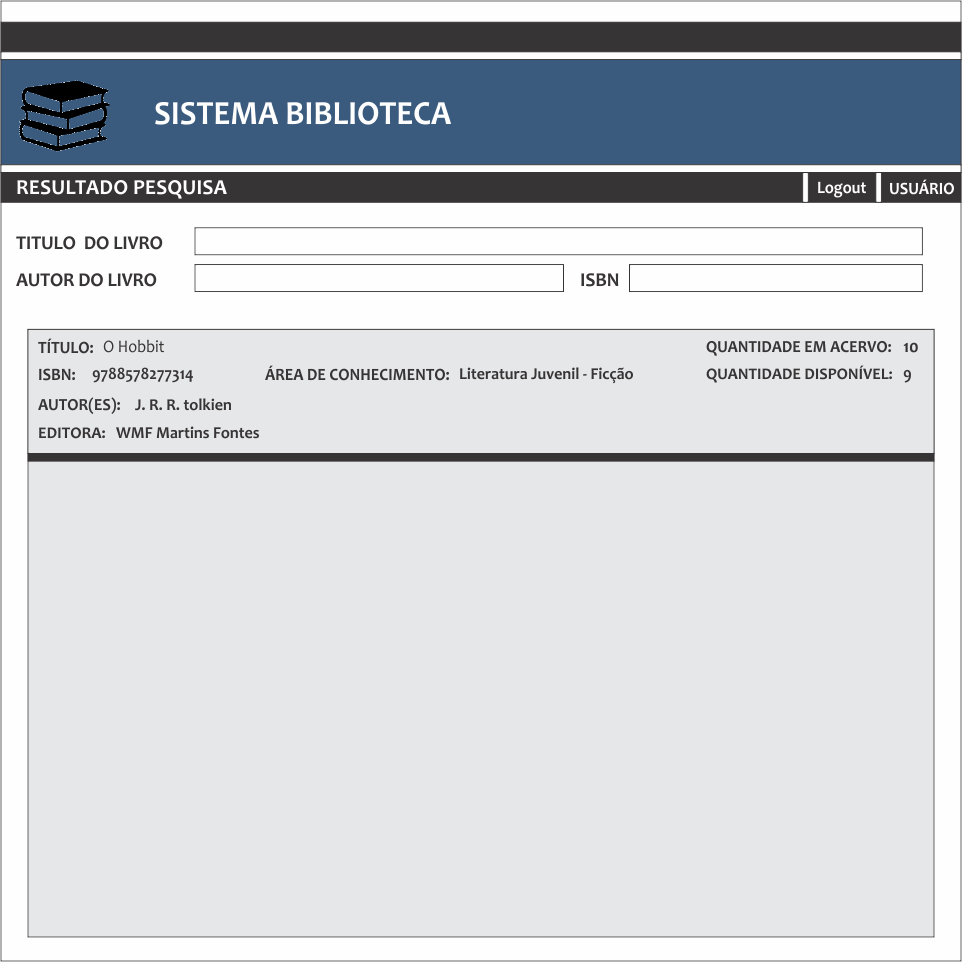 SISTEMA BIBLIOTECA
RESULTADO PESQUISA Logout USUÁRIO
TITULO DO LIVRO
AUTOR DO LIVRO ISBN
TÍTULO: O Hobbit QUANTIDADE EM ACERVO: 10
ISBN: 9788578277314 ÁREA DE CONHECIMENTO: Literatura Juvenil - Ficção QUANTIDADE DISPONÍVEL: 9
AUTOR(ES): J. R. R. tolkien
EDITORA: WMF Martins Fontes